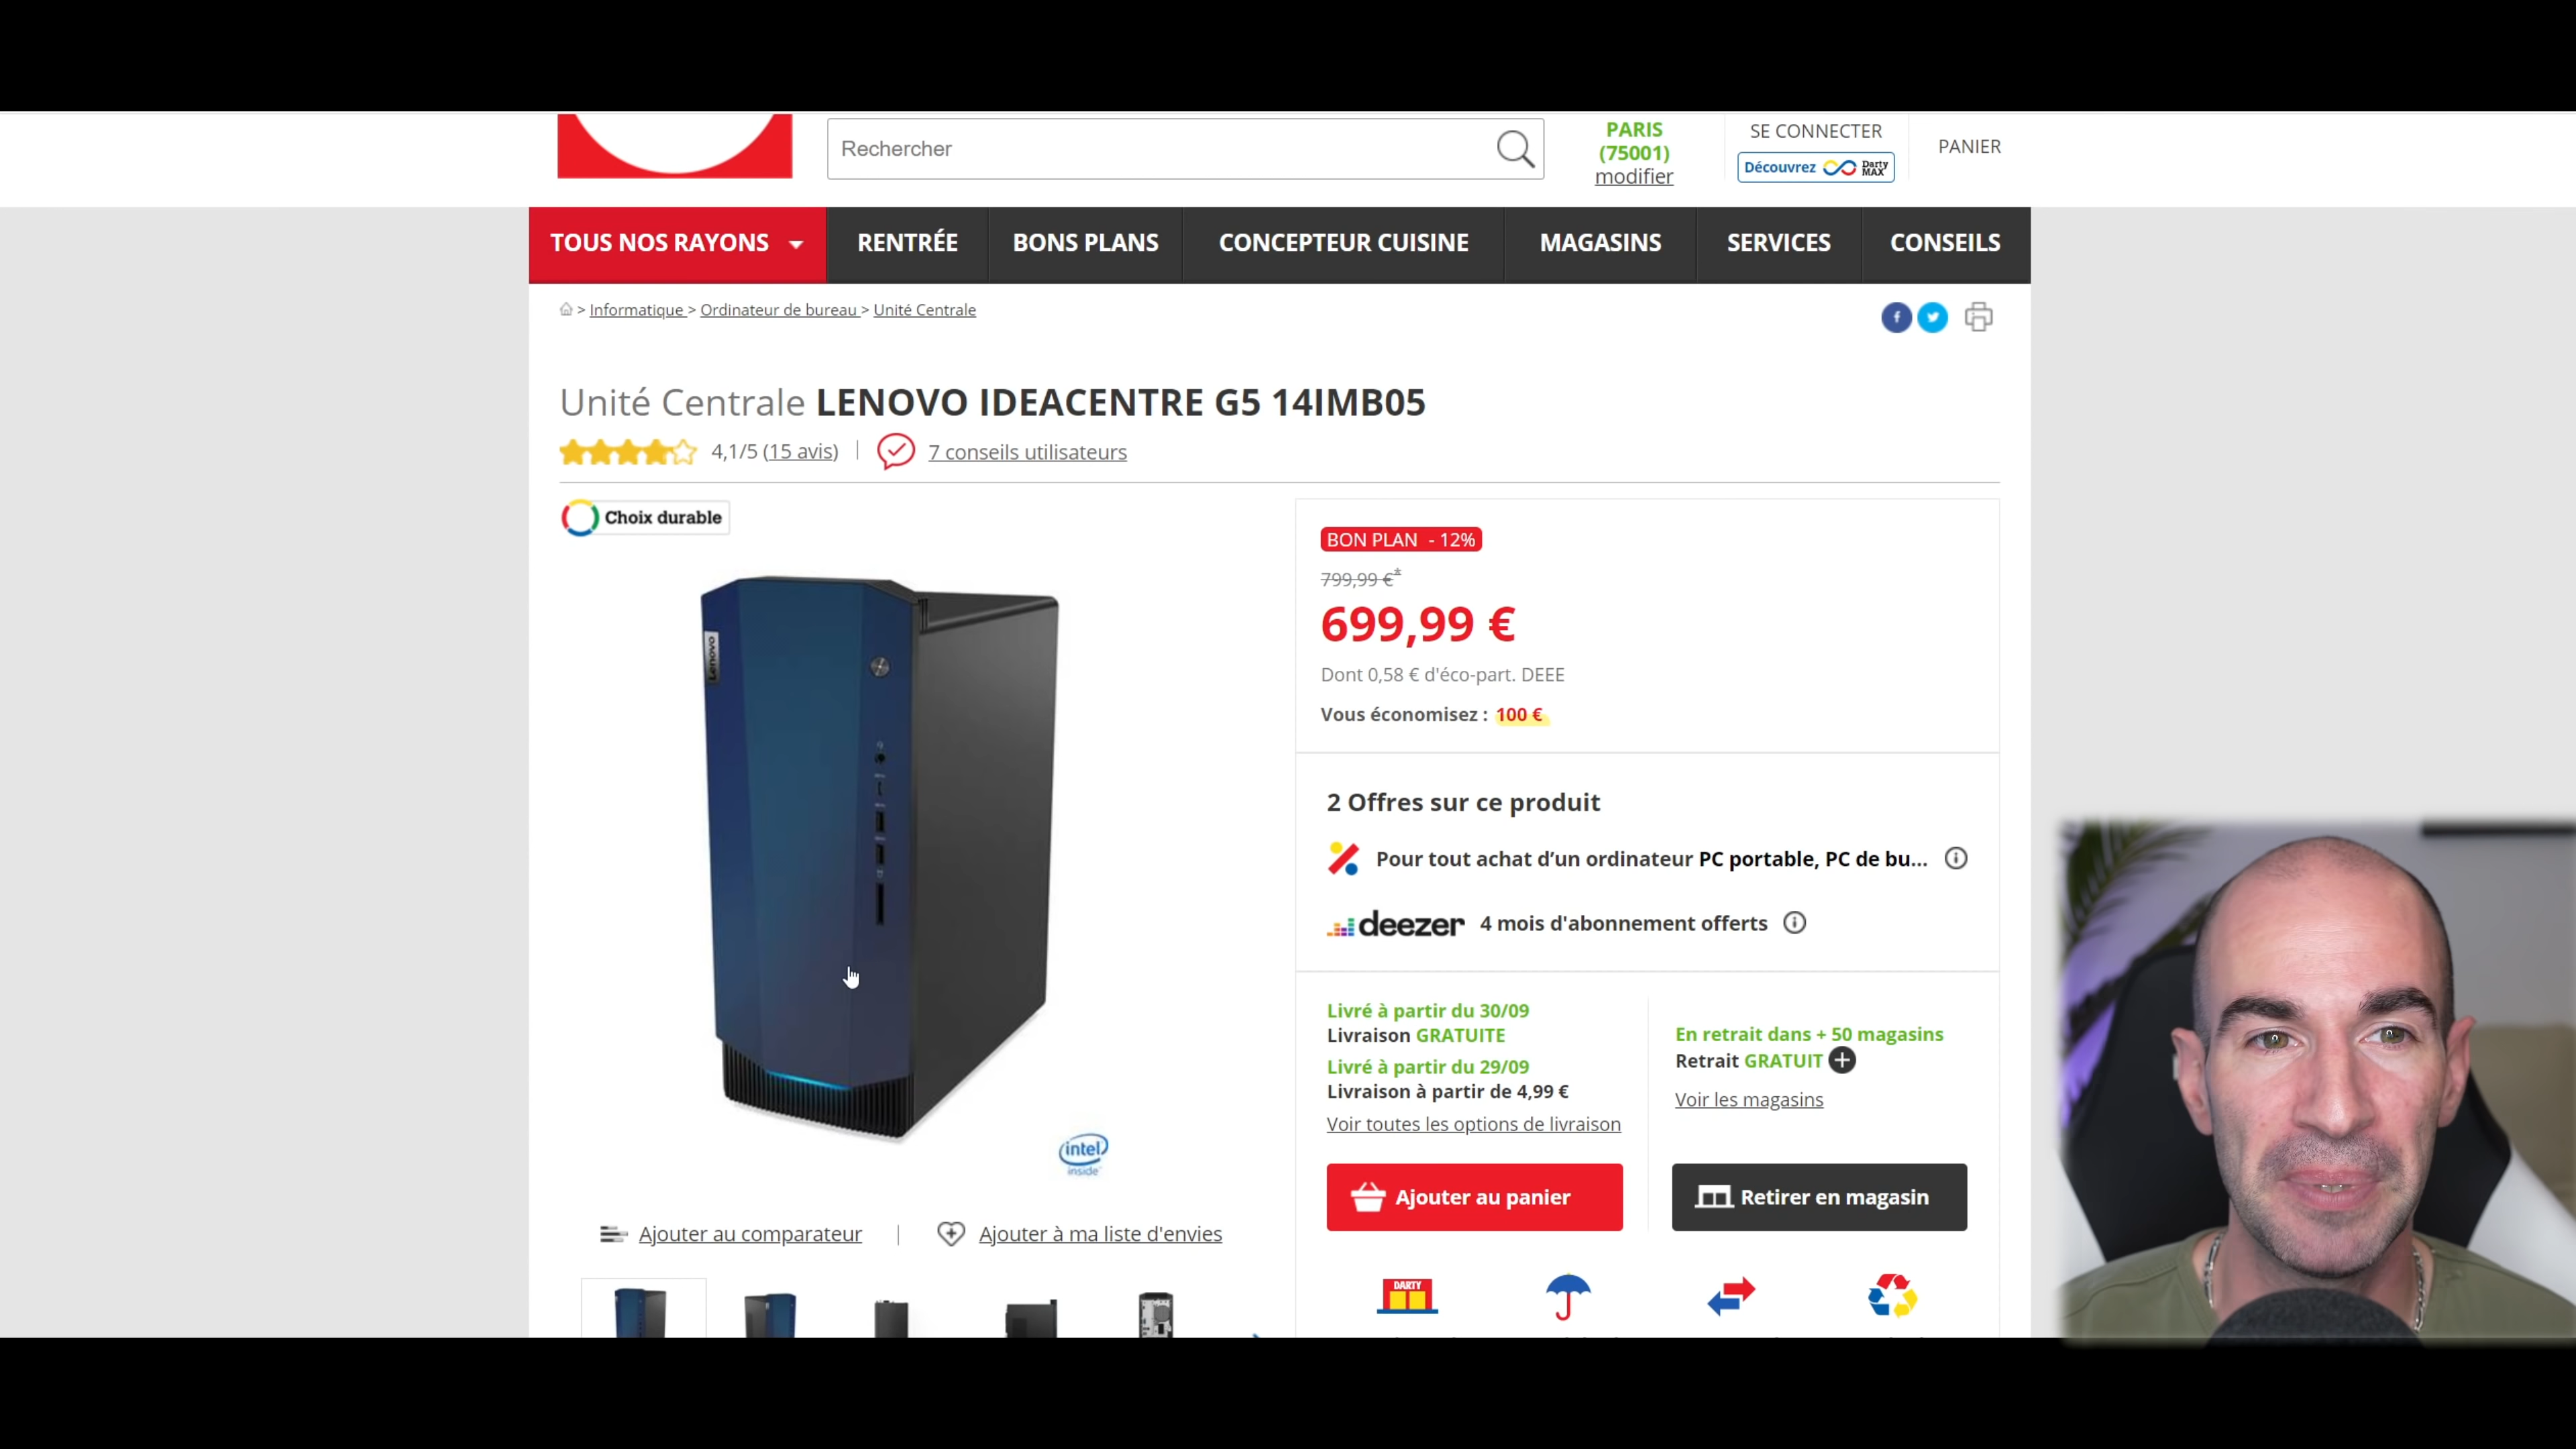 Rechercher
PARIS
(75001)
modifier
SE CONNECTER
Découvrez Darty MAX
PANIER
TOUS NOS RAYONS
RENTRÉE
BONS PLANS
CONCEPTEUR CUISINE
MAGASINS
SERVICES
CONSEILS
> Informatique > Ordinateur de bureau > Unité Centrale
Unité Centrale LENOVO IDEACENTRE G5 14IMB05
4,1/5 (15 avis) | 7 conseils utilisateurs
Choix durable
Lenovo
intel
inside
Ajouter au comparateur | Ajouter à ma liste d'envies
BON PLAN - 12%
799,99 €*
699,99 €
Dont 0,58 € d'éco-part. DEEE
Vous économisez : 100 €
2 Offres sur ce produit
Pour tout achat d'un ordinateur PC portable, PC de bu...
deezer 4 mois d'abonnement offerts
Livré à partir du 30/09
Livraison GRATUITE
Livré à partir du 29/09
Livraison à partir de 4,99 €
Voir toutes les options de livraison
En retrait dans + 50 magasins
Retrait GRATUIT
Voir les magasins
Ajouter au panier
Retirer en magasin
DARTY